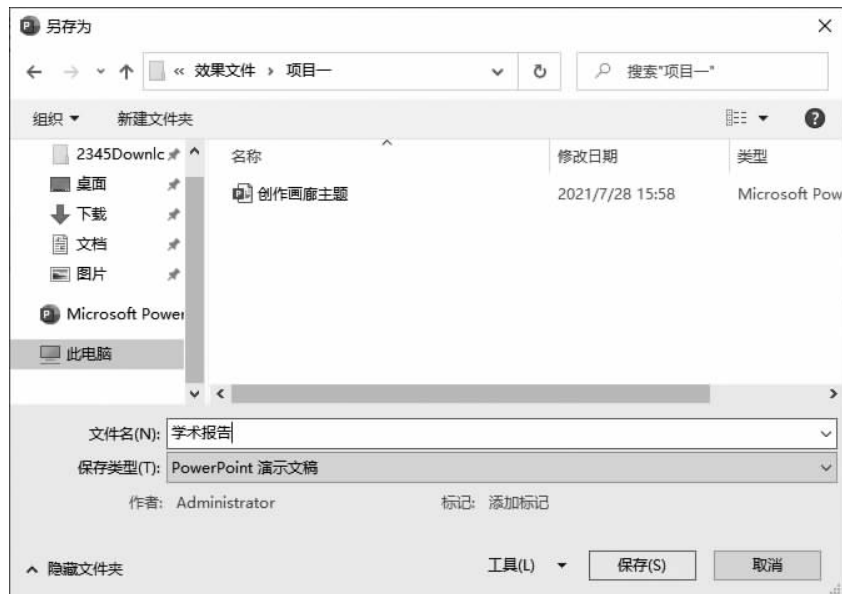 另存为
« 效果文件 › 项目一
搜索"项目一"
组织
新建文件夹
2345Downlc
桌面
下载
文档
图片
Microsoft Power
此电脑
名称
修改日期
类型
创作画廊主题
2021/7/28 15:58
Microsoft Pow
文件名(N): 学术报告
保存类型(T): PowerPoint 演示文稿
作者: Administrator
标记: 添加标记
隐藏文件夹
工具(L)
保存(S)
取消